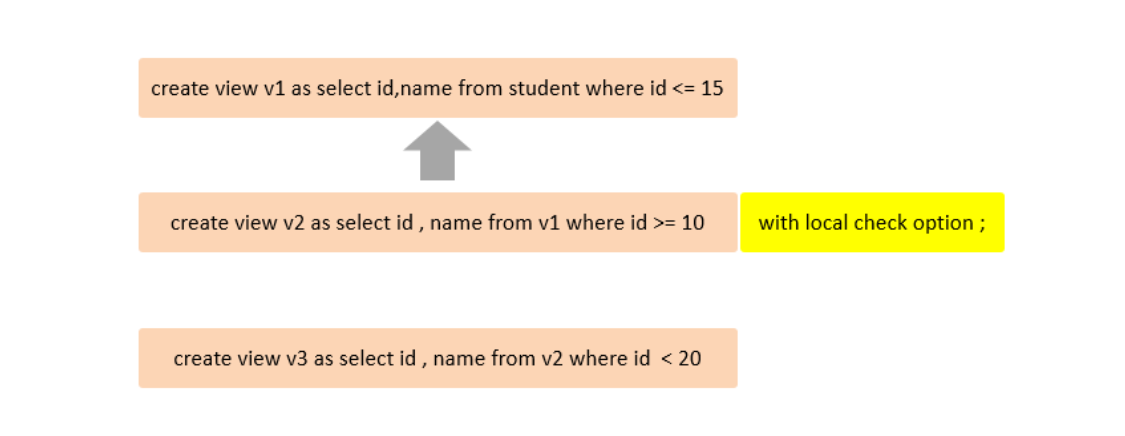 create view v1 as select id,name from student where id <= 15
create view v2 as select id , name from v1 where id >= 10 with local check option ;
create view v3 as select id , name from v2 where id  < 20